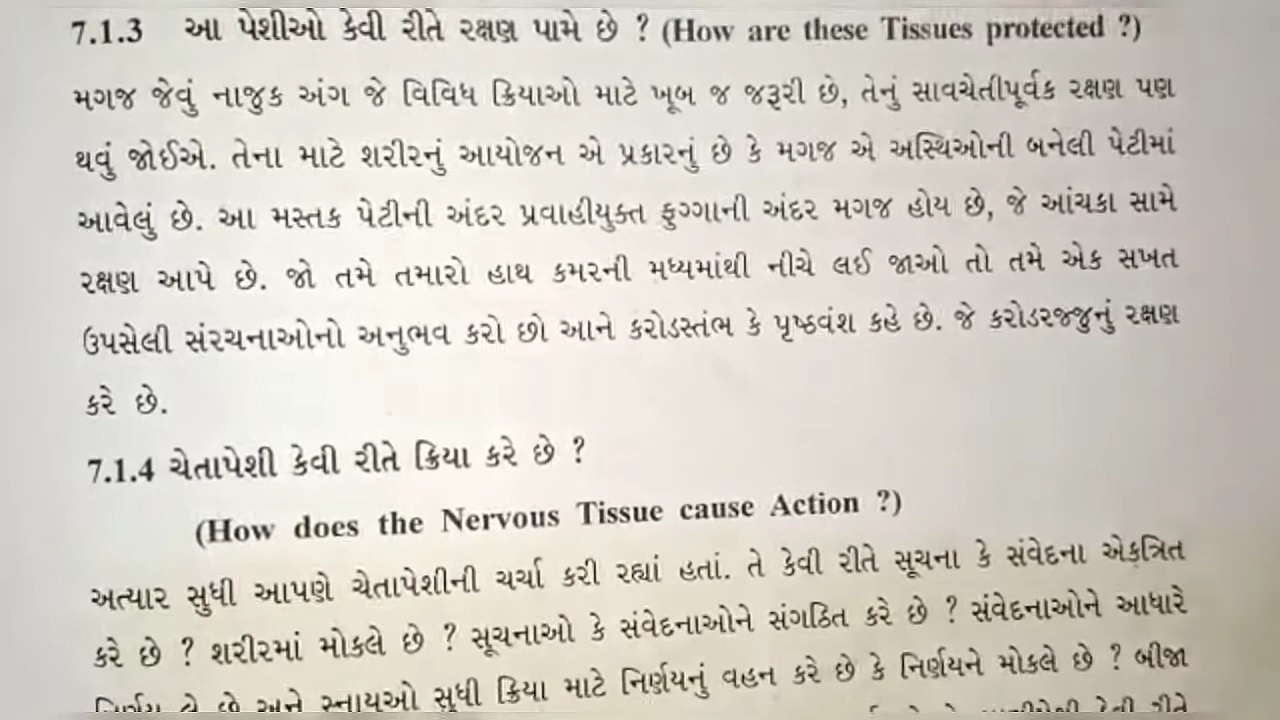 7.1.3 આ પેશીઓ કેવી રીતે રક્ષણ પામે છે ? (How are these Tissues protected ?)
મગજ જેવું નાજુક અંગ જે વિવિધ ક્રિયાઓ માટે ખૂબ જ જરૂરી છે, તેનું સાવચેતીપૂર્વક રક્ષણ પણ
થવું જોઈએ. તેના માટે શરીરનું આયોજન એ પ્રકારનું છે કે મગજ એ અસ્થિઓની બનેલી પેટીમાં
આવેલું છે. આ મસ્તક પેટીની અંદર પ્રવાહીયુક્ત ફુગ્ગાની અંદર મગજ હોય છે, જે આંચકા સામે
રક્ષણ આપે છે. જો તમે તમારો હાથ કમરની મધ્યમાંથી નીચે લઈ જાઓ તો તમે એક સખત
ઉપસેલી સંરચનાઓનો અનુભવ કરો છો આને કરોડસ્તંભ કે પૃષ્ઠવંશ કહે છે. જે કરોડરજ્જુનું રક્ષણ
કરે છે.
7.1.4 ચેતાપેશી કેવી રીતે ક્રિયા કરે છે ?
(How does the Nervous Tissue cause Action ?)
અત્યાર સુધી આપણે ચેતાપેશીની ચર્ચા કરી રહ્યાં હતાં. તે કેવી રીતે સૂચના કે સંવેદના એકત્રિત
કરે છે ? શરીરમાં મોકલે છે ? સૂચનાઓ કે સંવેદનાઓને સંગઠિત કરે છે ? સંવેદનાઓને આધારે
નિર્ણય લે છે અને સ્નાયુઓ સુધી ક્રિયા માટે નિર્ણયનું વહન કરે છે કે નિર્ણયને મોકલે છે ? બીજા